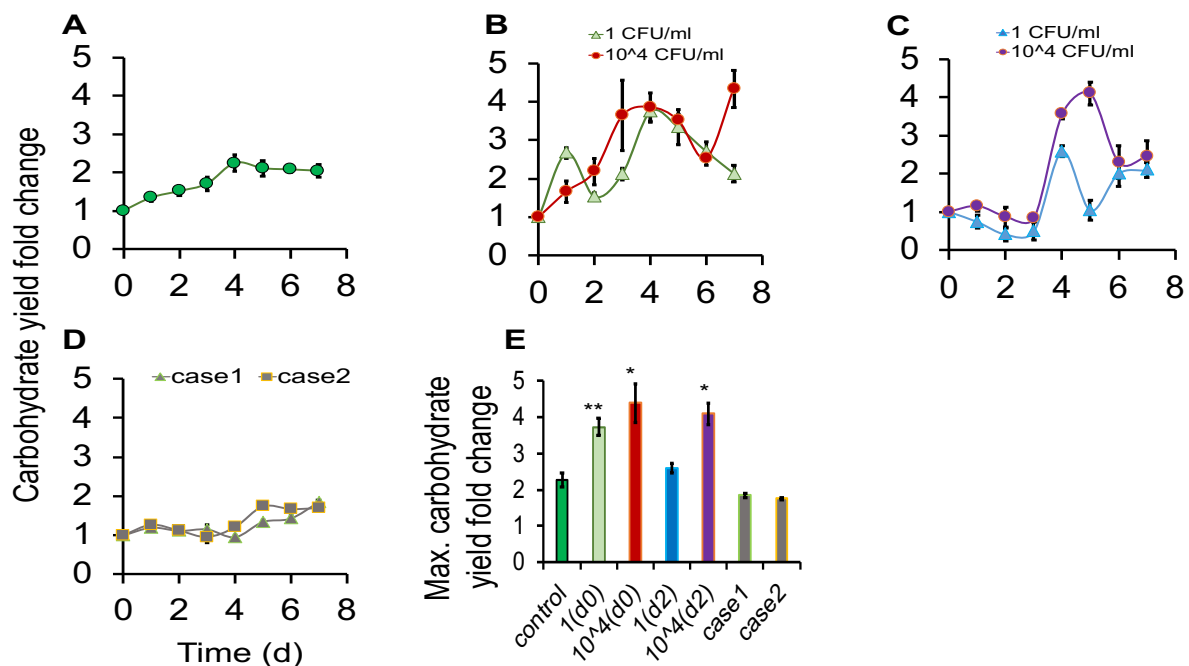 A
5
4
3
2
1
0
0 2 4 6 8
B
1 CFU/ml
10^4 CFU/ml
5
4
3
2
1
0
0 2 4 6 8
C
1 CFU/ml
10^4 CFU/ml
5
4
3
2
1
0
0 2 4 6 8
Carbohydrate yield fold change
D
case1 case2
5
4
3
2
1
0
0 2 4 6 8
Time (d)
E
Max. carbohydrate
yield fold change
5
4
3
2
1
0
**
*
*
control
1(d0)
10^4(d0)
1(d2)
10^4(d2)
case1
case2